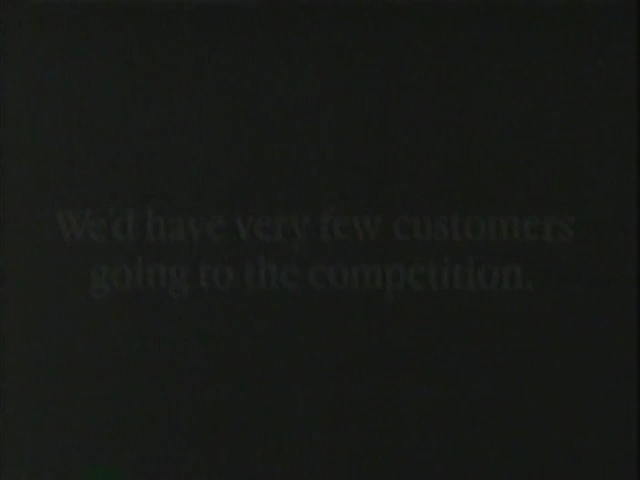 We'd have very few customers
going to the competition.